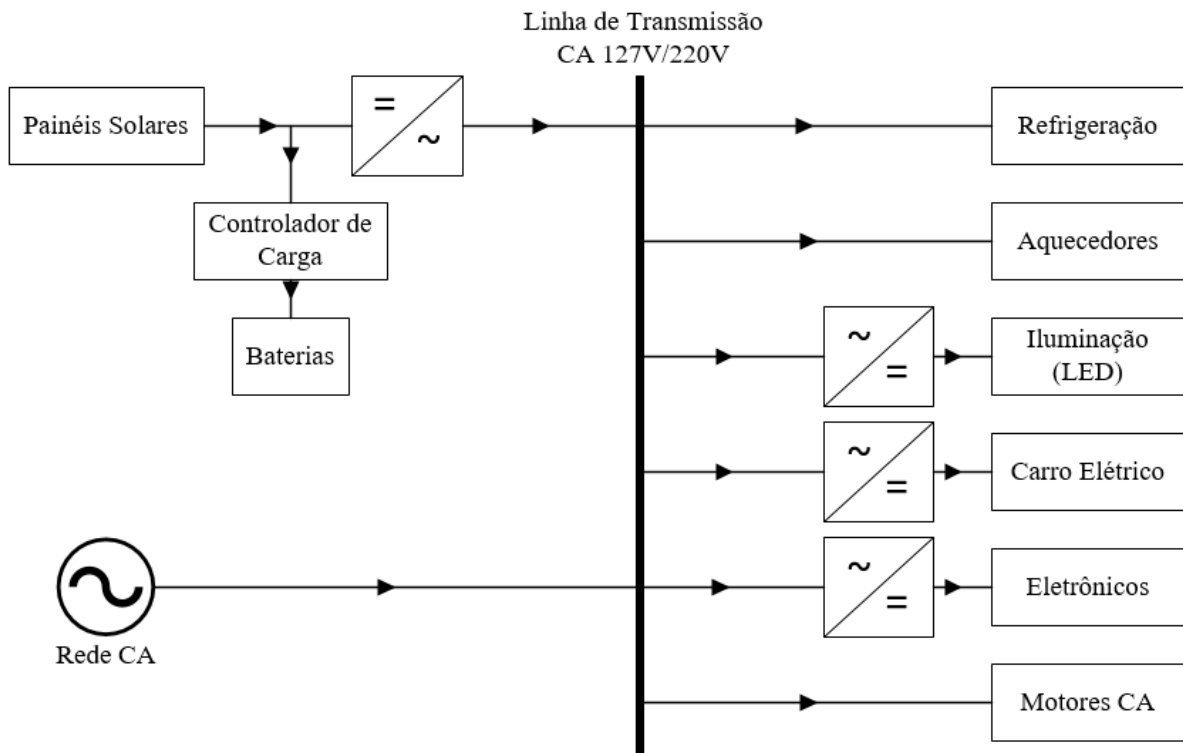 Linha de Transmissão
CA 127V/220V
Painéis Solares
=
~
Refrigeração
Controlador de
Carga
Aquecedores
Baterias
~
=
Iluminação
(LED)
~
=
Carro Elétrico
~
=
Eletrônicos
Rede CA
Motores CA